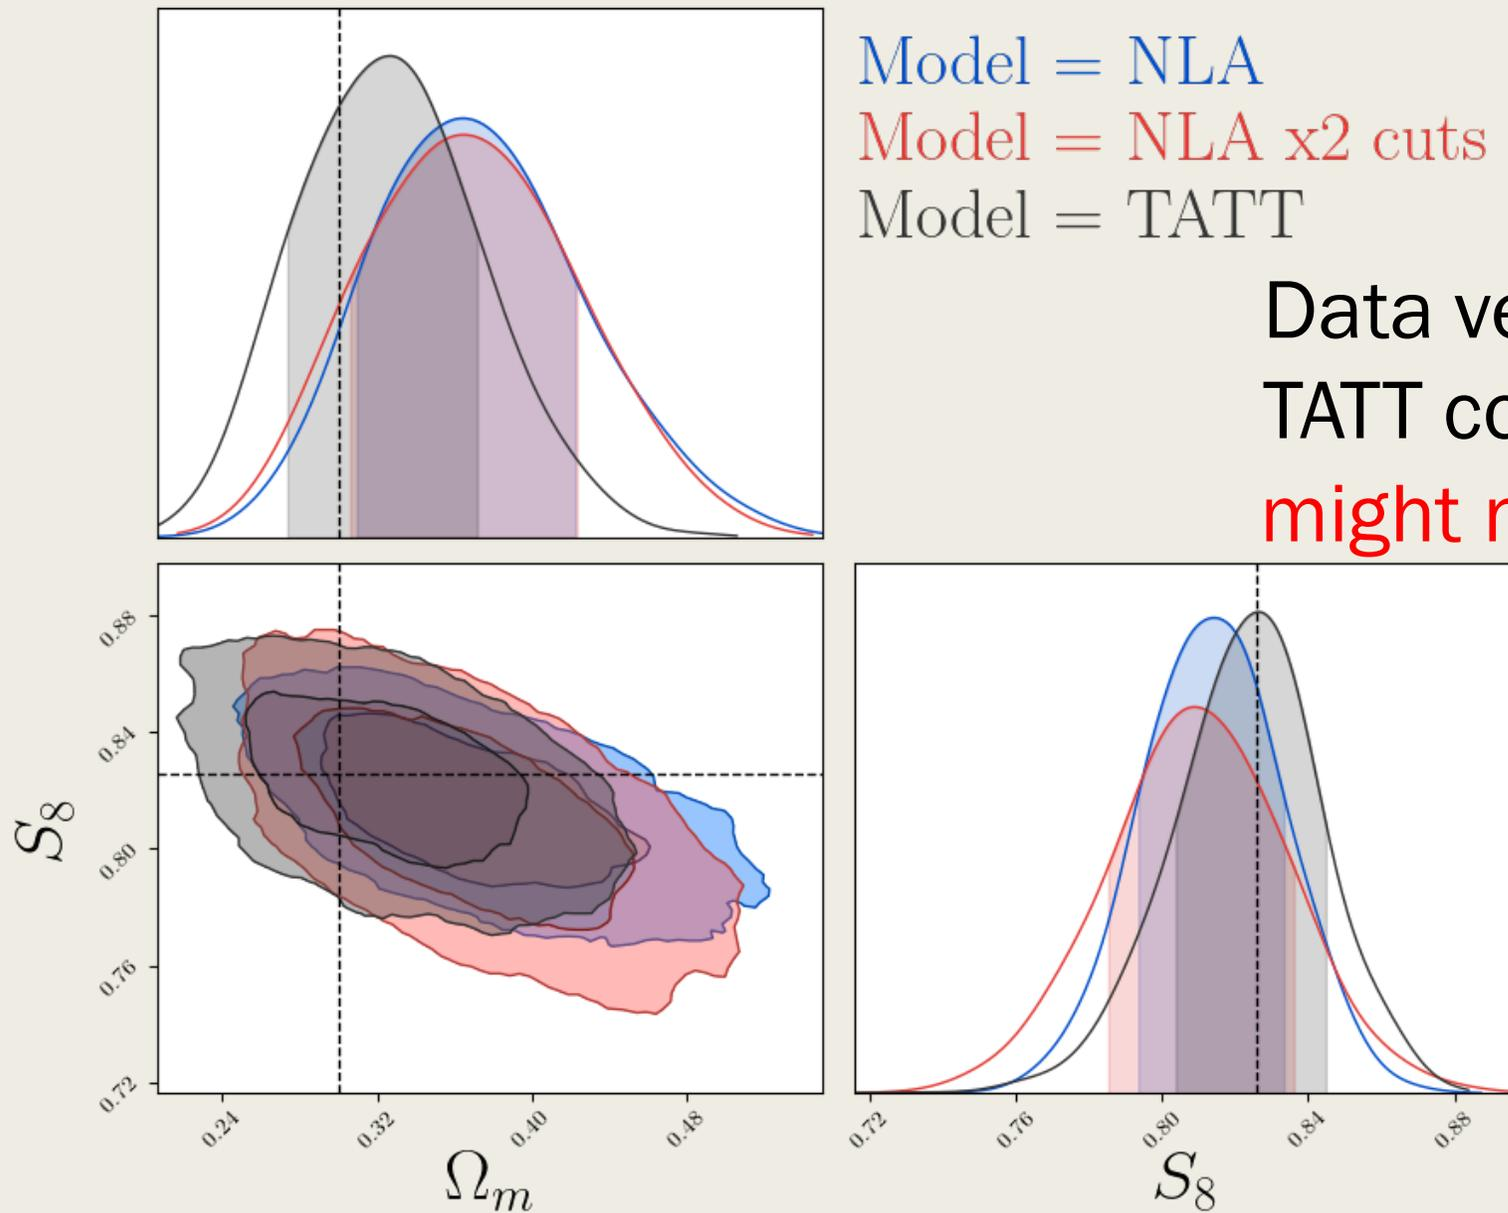 Model = NLA
Model = NLA x2 cuts
Model = TATT
Data
TATT
might
0.88
0.84
0.80
0.76
0.72
S₈
0.24 0.32 0.40 0.48
Ωₘ
0.72 0.76 0.80 0.84 0.88
S₈